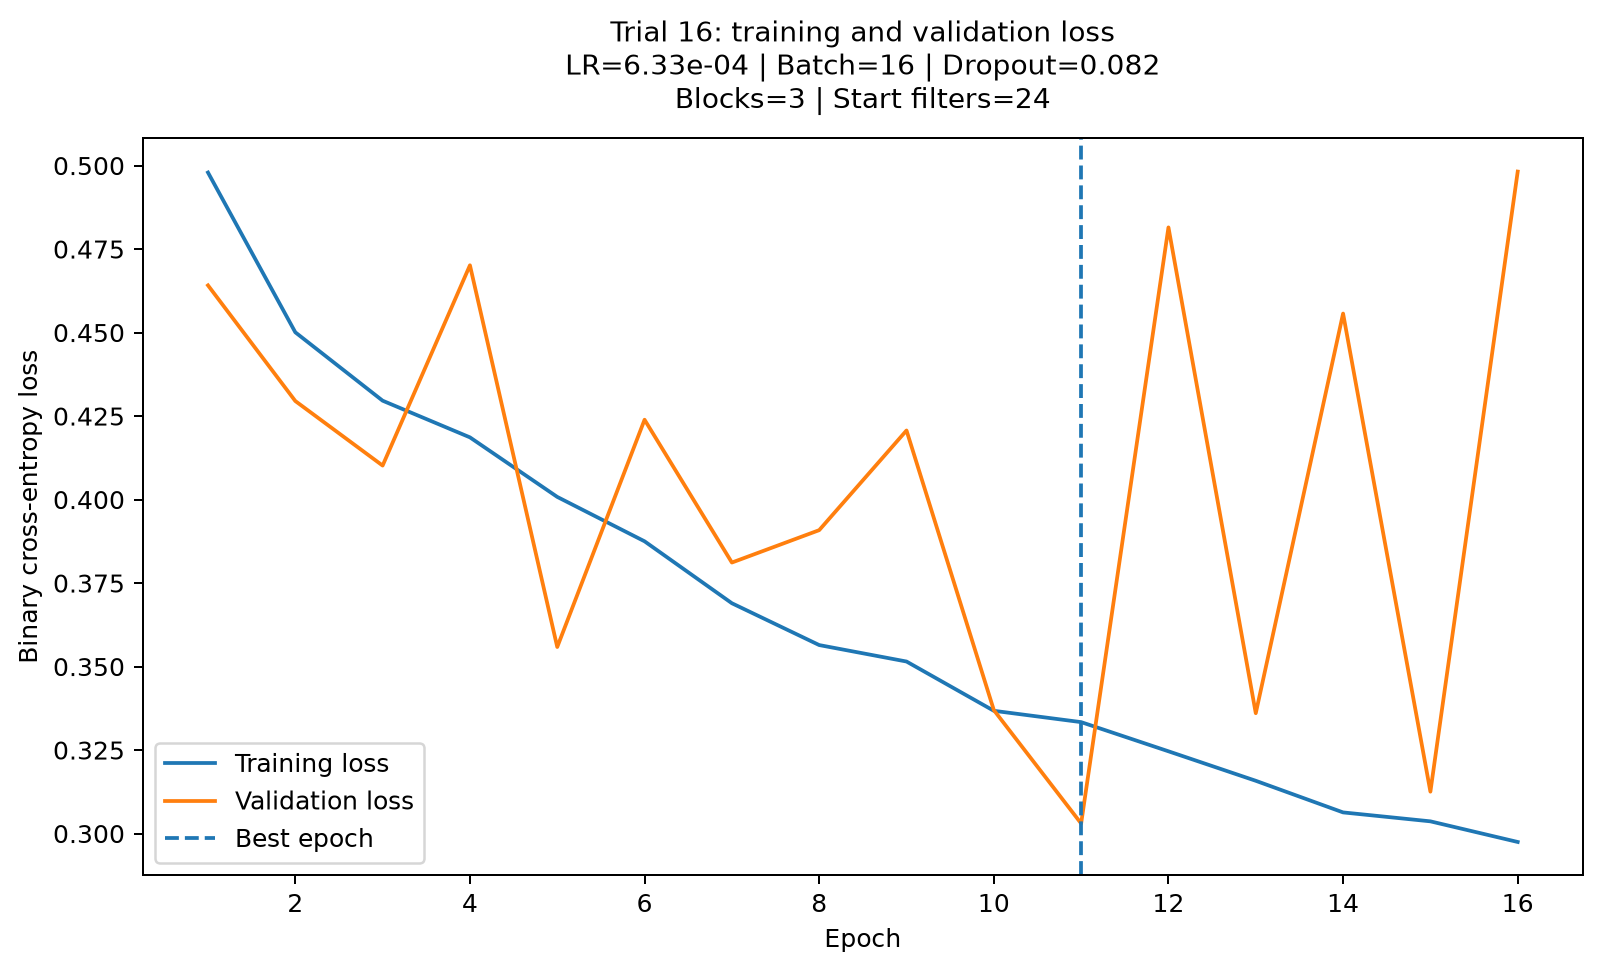 Trial 16: training and validation loss
LR=6.33e-04 | Batch=16 | Dropout=0.082
Blocks=3 | Start filters=24
Binary cross-entropy loss
0.500
0.475
0.450
0.425
0.400
0.375
0.350
0.325
0.300
Training loss
Validation loss
Best epoch
2 4 6 8 10 12 14 16
Epoch